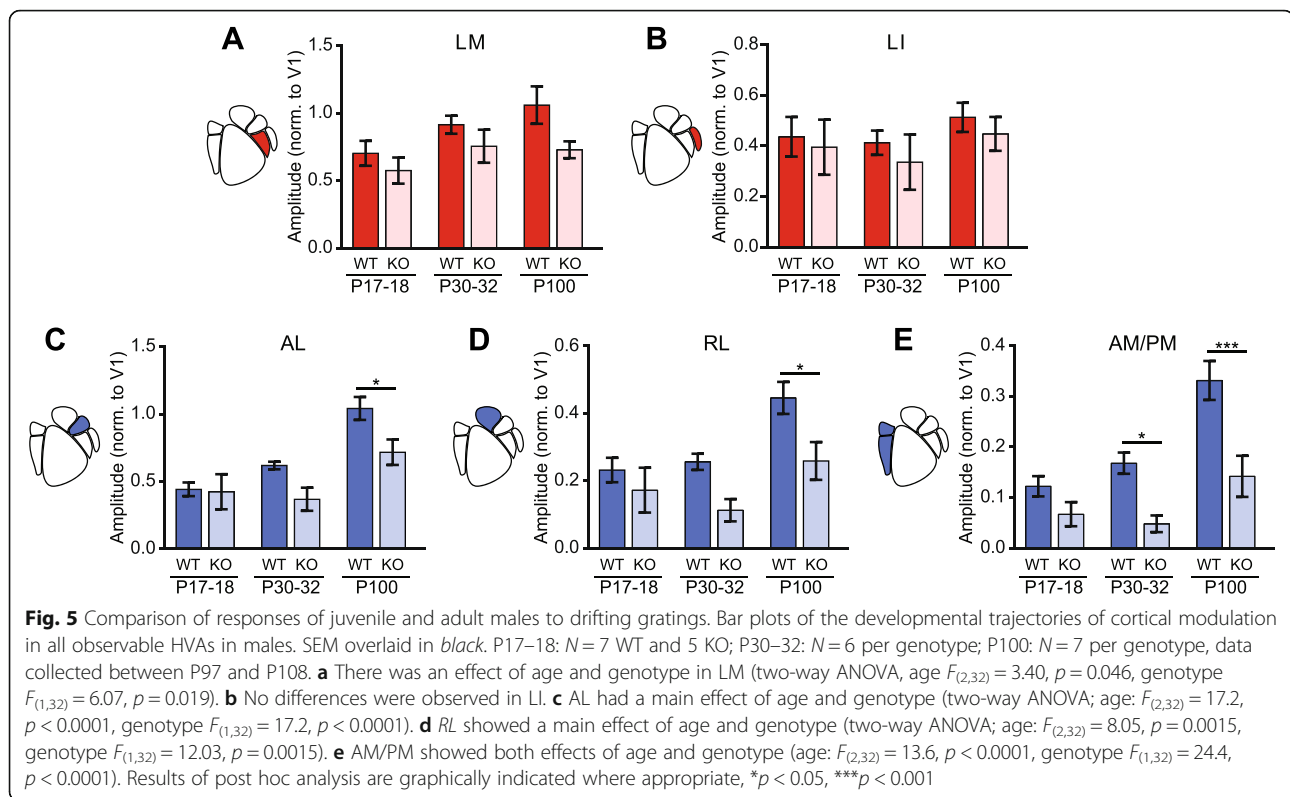 A
LM
Amplitude (norm. to V1)
1.5
1.0
0.5
0.0
WT KO WT KO WT KO
P17-18 P30-32 P100
B
LI
Amplitude (norm. to V1)
0.8
0.6
0.4
0.2
0.0
WT KO WT KO WT KO
P17-18 P30-32 P100
C
AL
Amplitude (norm. to V1)
1.5
1.0
0.5
0.0
*
WT KO WT KO WT KO
P17-18 P30-32 P100
D
RL
Amplitude (norm. to V1)
0.6
0.4
0.2
0.0
*
WT KO WT KO WT KO
P17-18 P30-32 P100
E
AM/PM
Amplitude (norm. to V1)
0.4
0.3
0.2
0.1
0.0
*
***
WT KO WT KO WT KO
P17-18 P30-32 P100
Fig. 5 Comparison of responses of juvenile and adult males to drifting gratings. Bar plots of the developmental trajectories of cortical modulation
in all observable HVAs in males. SEM overlaid in black. P17–18: N = 7 WT and 5 KO; P30–32: N = 6 per genotype; P100: N = 7 per genotype, data
collected between P97 and P108. a There was an effect of age and genotype in LM (two-way ANOVA, age F(2,32) = 3.40, p = 0.046, genotype
F(1,32) = 6.07, p = 0.019). b No differences were observed in LI. c AL had a main effect of age and genotype (two-way ANOVA; age: F(2,32) = 17.2,
p < 0.0001, genotype F(1,32) = 17.2, p < 0.0001). d RL showed a main effect of age and genotype (two-way ANOVA; age: F(2,32) = 8.05, p = 0.0015,
genotype F(1,32) = 12.03, p = 0.0015). e AM/PM showed both effects of age and genotype (age: F(2,32) = 13.6, p < 0.0001, genotype F(1,32) = 24.4,
p < 0.0001). Results of post hoc analysis are graphically indicated where appropriate, *p < 0.05, ***p < 0.001